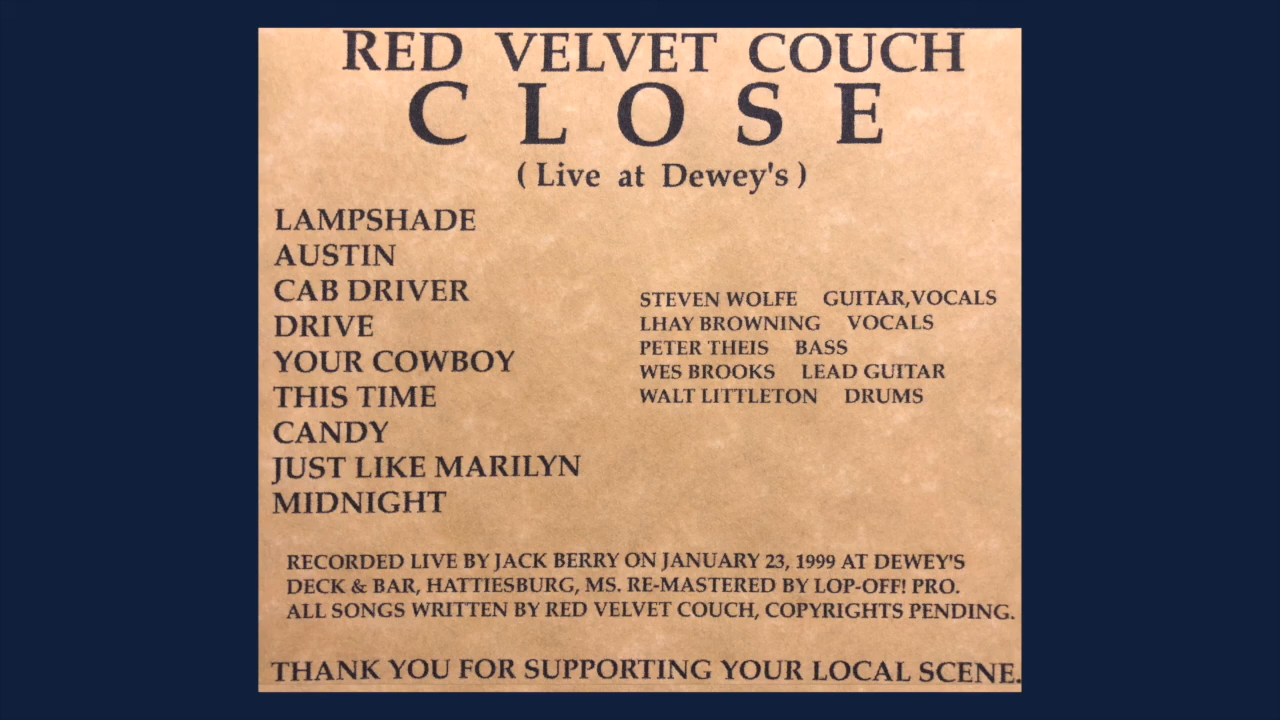 RED VELVET COUCH
CLOSE
( Live at Dewey's )
LAMPSHADE
AUSTIN
CAB DRIVER
DRIVE
YOUR COWBOY
THIS TIME
CANDY
JUST LIKE MARILYN
MIDNIGHT
STEVEN WOLFE GUITAR,VOCALS
LHAY BROWNING VOCALS
PETER THEIS BASS
WES BROOKS LEAD GUITAR
WALT LITTLETON DRUMS
RECORDED LIVE BY JACK BERRY ON JANUARY 23, 1999 AT DEWEY'S
DECK & BAR, HATTIESBURG, MS. RE-MASTERED BY LOP-OFF! PRO.
ALL SONGS WRITTEN BY RED VELVET COUCH, COPYRIGHTS PENDING.
THANK YOU FOR SUPPORTING YOUR LOCAL SCENE.